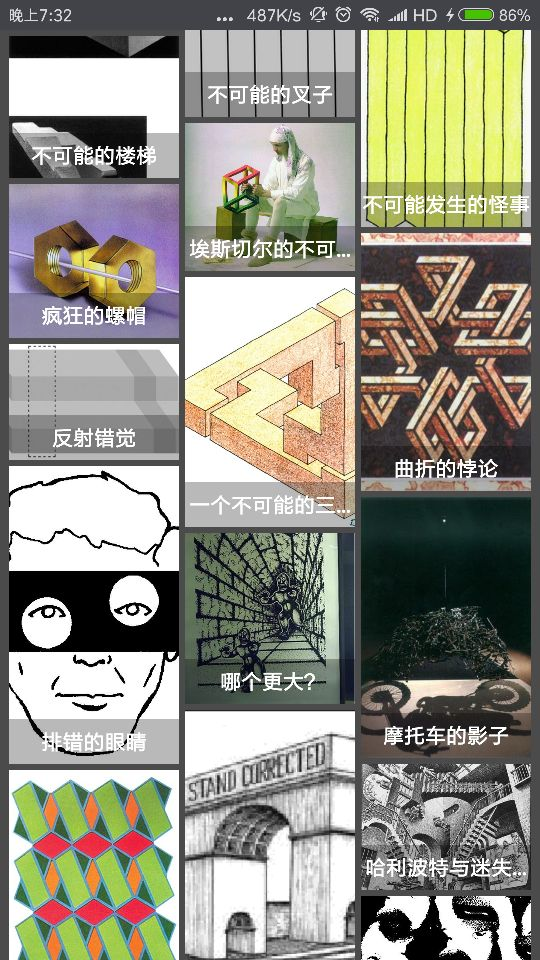 晚上7:32
... 487K/s HD 86%
不可能的楼梯
疯狂的螺帽
反射错觉
排错的眼睛
不可能的叉子
埃斯切尔的不可...
一个不可能的三...
哪个更大?
STAND CORRECTED
不可能发生的怪事
曲折的悖论
摩托车的影子
哈利波特与迷失...